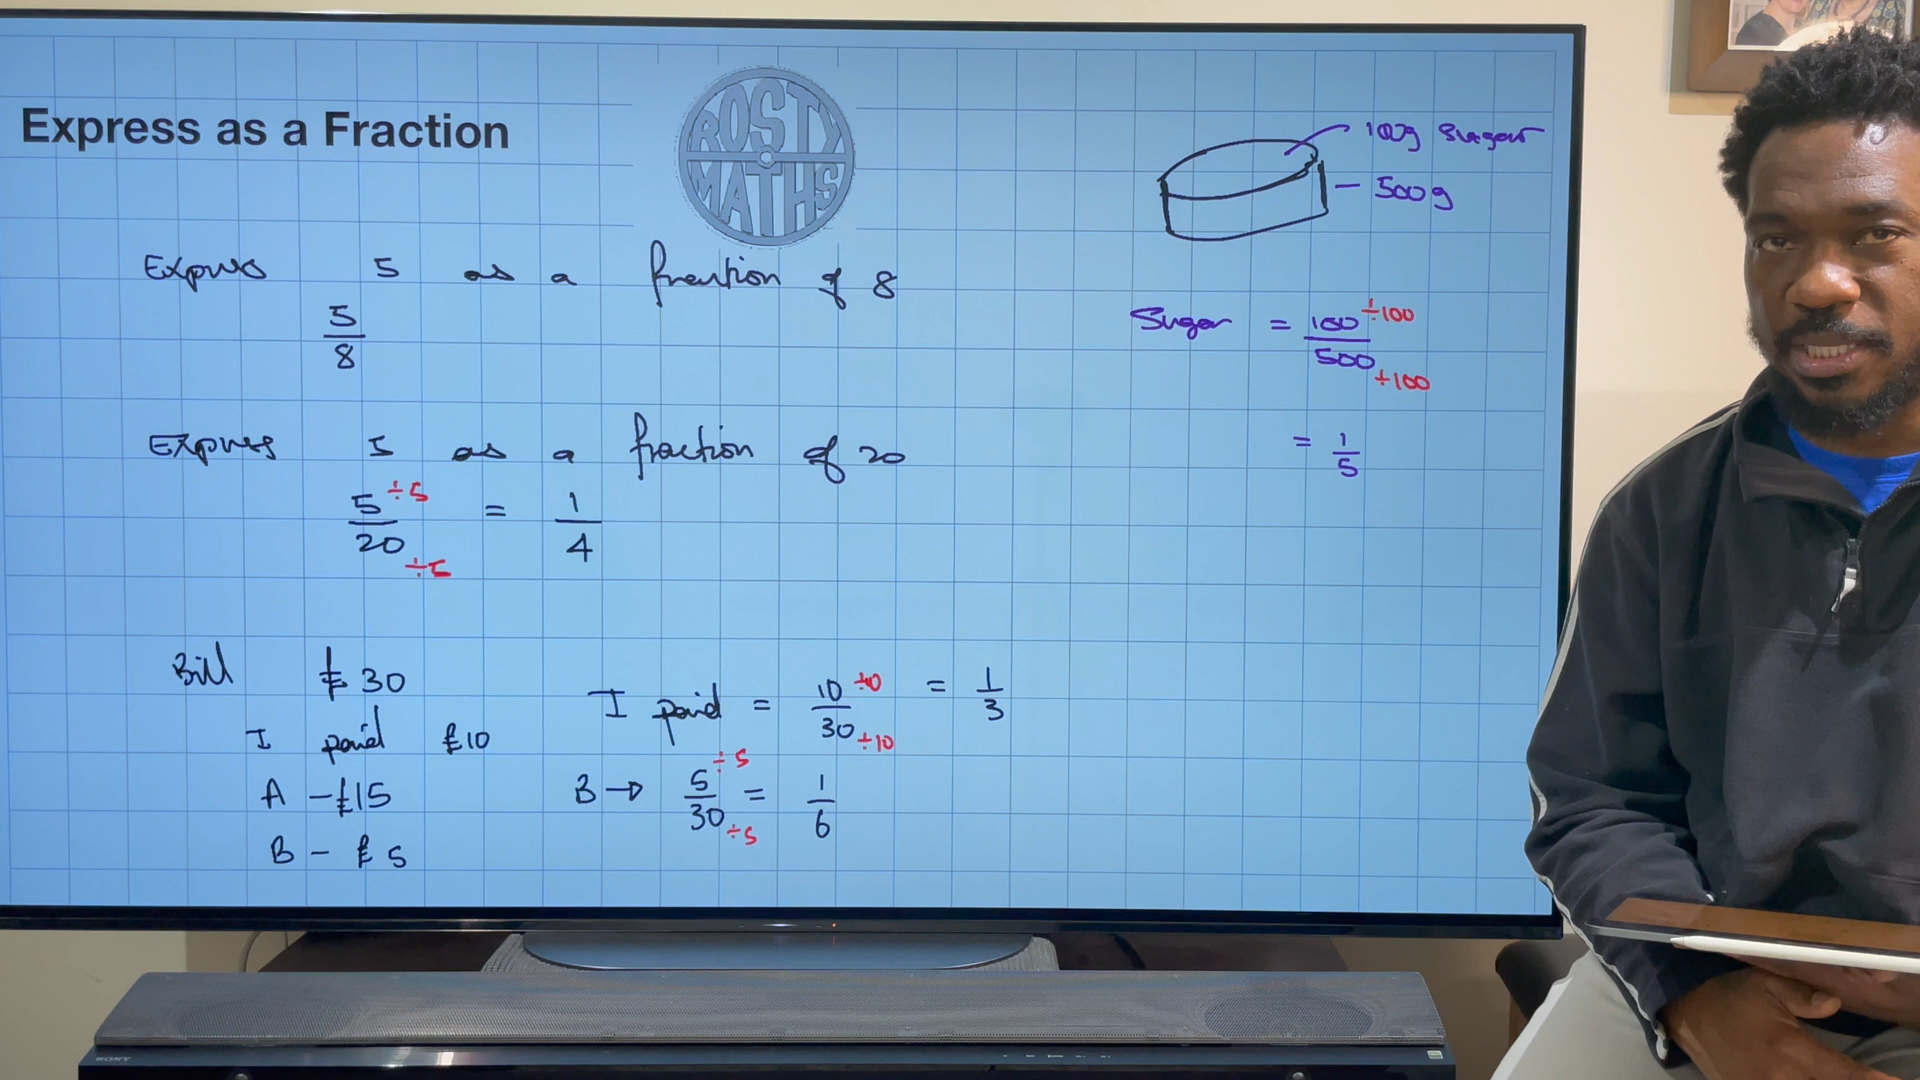 Express as a Fraction
ROSTY
MATHS
Express 5 as a fraction of 8
5
8
Express 5 as a fraction of 20
5 ÷5 = 1
20 ÷5 4
Bill £30
I paid £10
A - £15
B - £5
I paid = 10 ÷10 = 1
30 ÷10 3
B → 5 ÷5 = 1
30 ÷5 6
100g sugar
500g
Sugar = 100 ÷100
500 ÷100
= 1
5
SONY